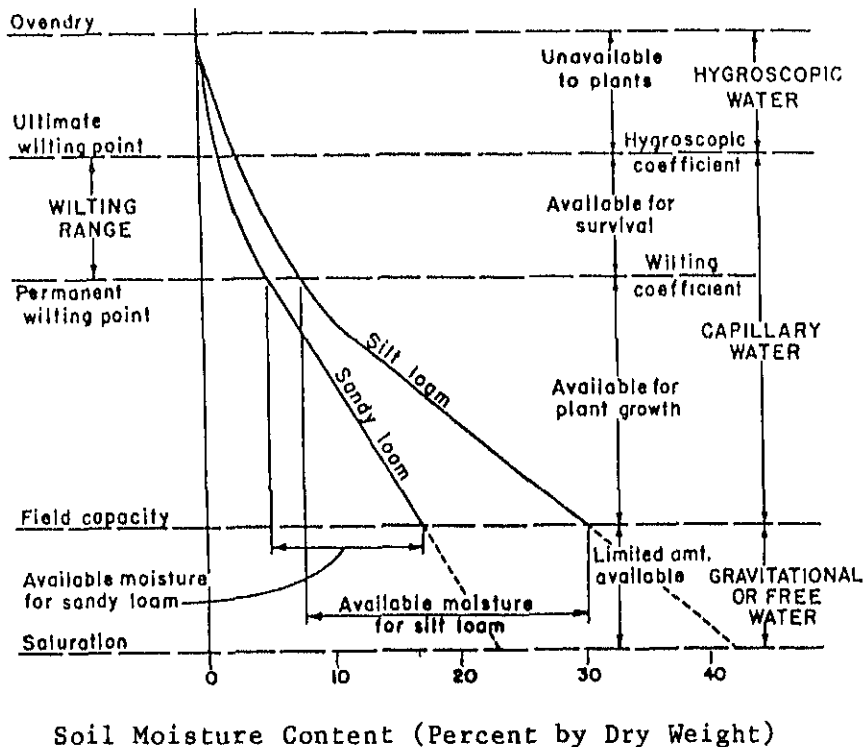 Ovendry
Unavailable
to plants
HYGROSCOPIC
WATER
Ultimate
wilting point
Hygroscopic
coefficient
WILTING
RANGE
Available for
survival
Wilting
coefficient
Permanent
wilting point
CAPILLARY
WATER
Silt loam
Sandy loam
Available for
plant growth
Field capacity
Limited amt.
available
GRAVITATIONAL
OR FREE
WATER
Available moisture
for sandy loam
Available moisture
for silt loam
Saturation
0 10 20 30 40
Soil Moisture Content (Percent by Dry Weight)